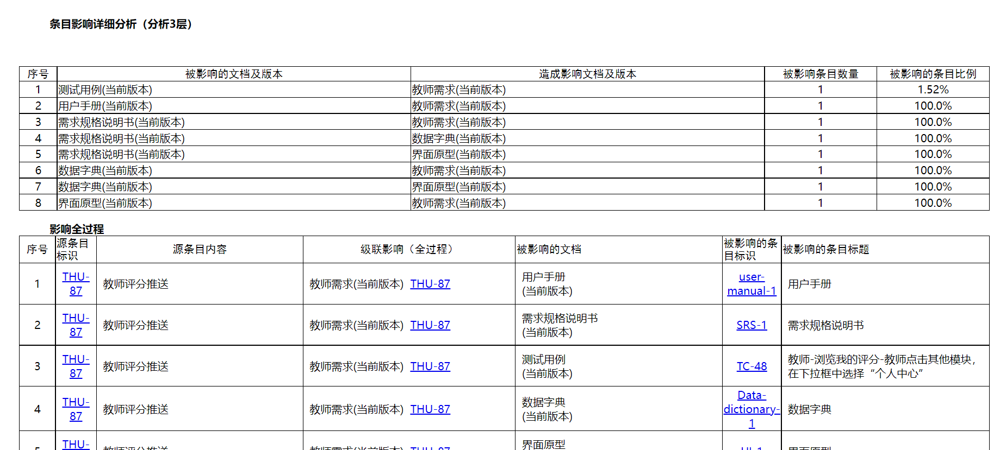 条目影响详细分析（分析3层）
序号 被影响的文档及版本 造成影响文档及版本 被影响条目数量 被影响的条目比例
1 测试用例(当前版本) 教师需求(当前版本) 1 1.52%
2 用户手册(当前版本) 教师需求(当前版本) 1 100.0%
3 需求规格说明书(当前版本) 教师需求(当前版本) 1 100.0%
4 需求规格说明书(当前版本) 数据字典(当前版本) 1 100.0%
5 需求规格说明书(当前版本) 界面原型(当前版本) 1 100.0%
6 数据字典(当前版本) 教师需求(当前版本) 1 100.0%
7 数据字典(当前版本) 界面原型(当前版本) 1 100.0%
8 界面原型(当前版本) 教师需求(当前版本) 1 100.0%
影响全过程
序号 源条目标识 源条目内容 级联影响（全过程） 被影响的文档 被影响的条目标识 被影响的条目标题
1 THU-87 教师评分推送 教师需求(当前版本) THU-87 用户手册(当前版本) user-manual-1 用户手册
2 THU-87 教师评分推送 教师需求(当前版本) THU-87 需求规格说明书(当前版本) SRS-1 需求规格说明书
3 THU-87 教师评分推送 教师需求(当前版本) THU-87 测试用例(当前版本) TC-48 教师-浏览我的评分-教师点击其他模块，在下拉框中选择“个人中心”
4 THU-87 教师评分推送 教师需求(当前版本) THU-87 数据字典(当前版本) Data-dictionary-1 数据字典
THU- 教师评分推送 教师需求(当前版本) THU-87 界面原型 界面原型